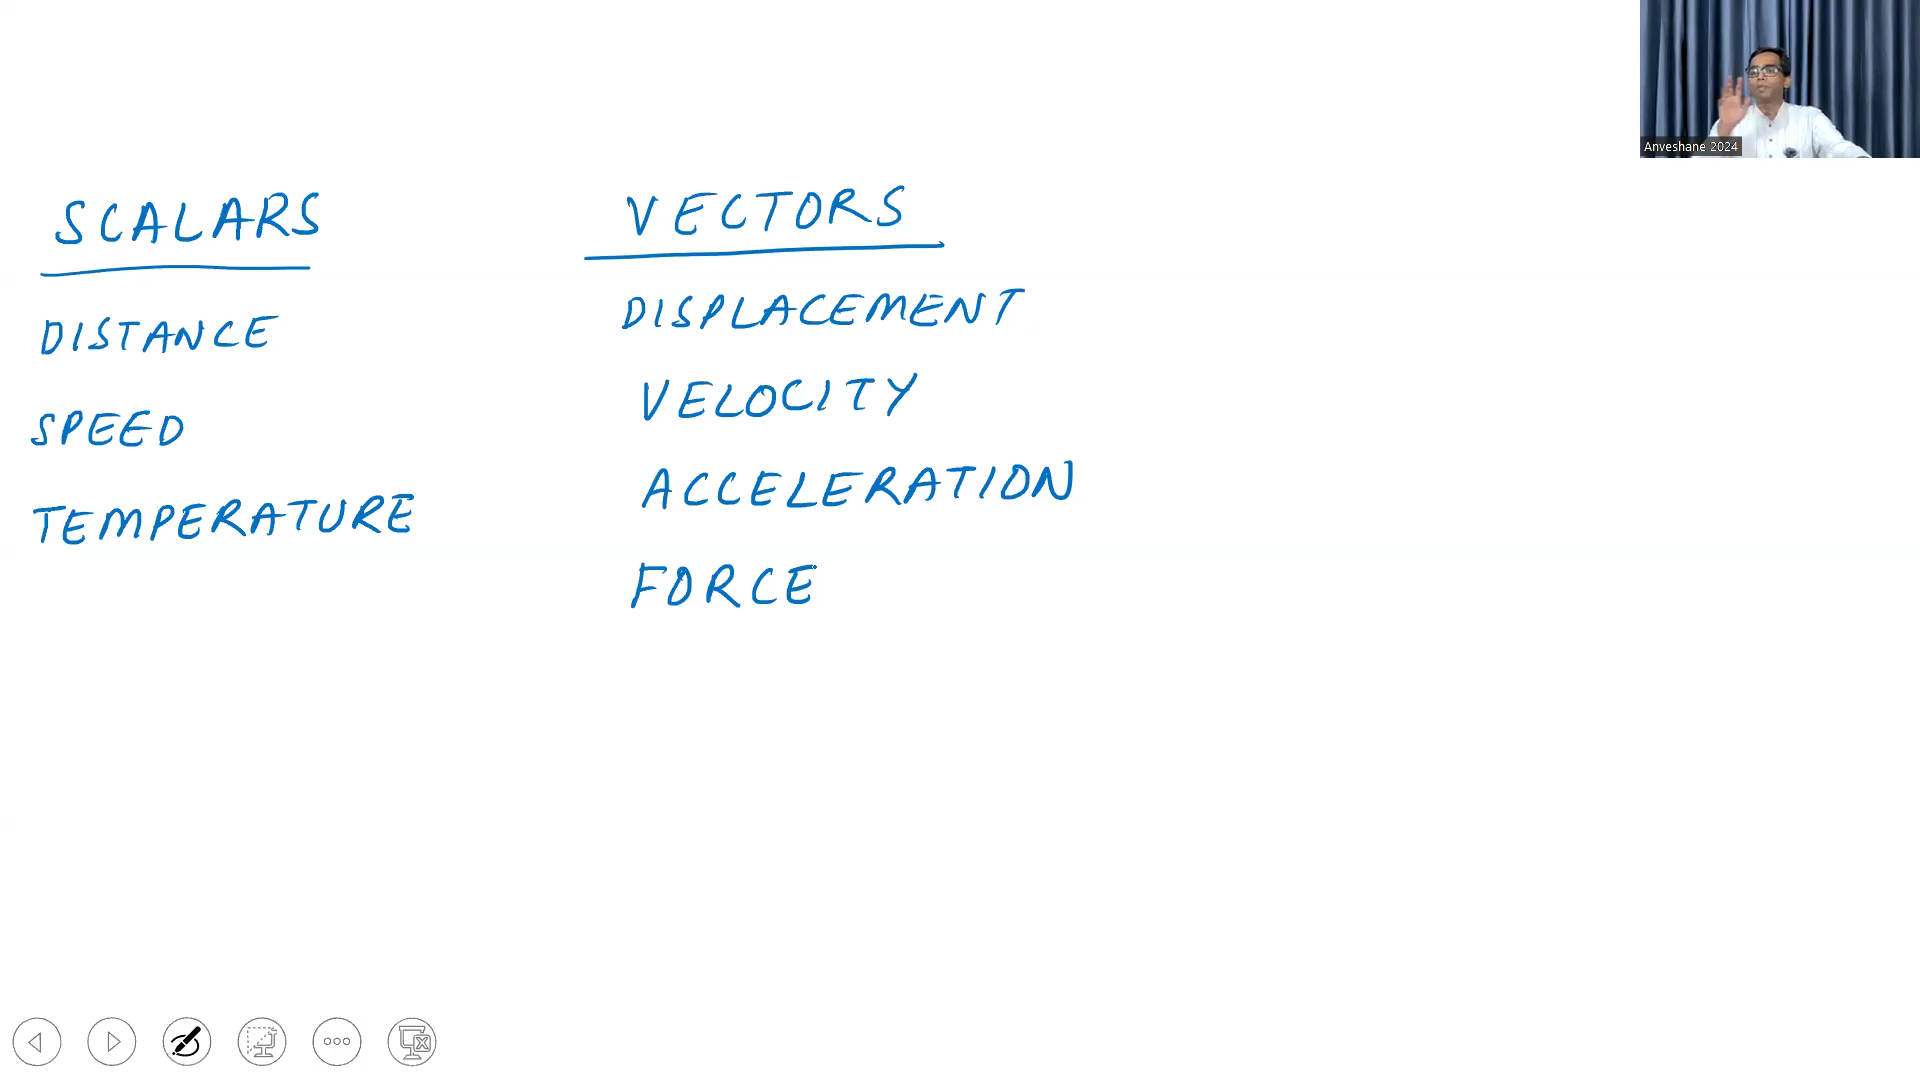 Anveshane 2024
SCALARS
DISTANCE
SPEED
TEMPERATURE
VECTORS
DISPLACEMENT
VELOCITY
ACCELERATION
FORCE